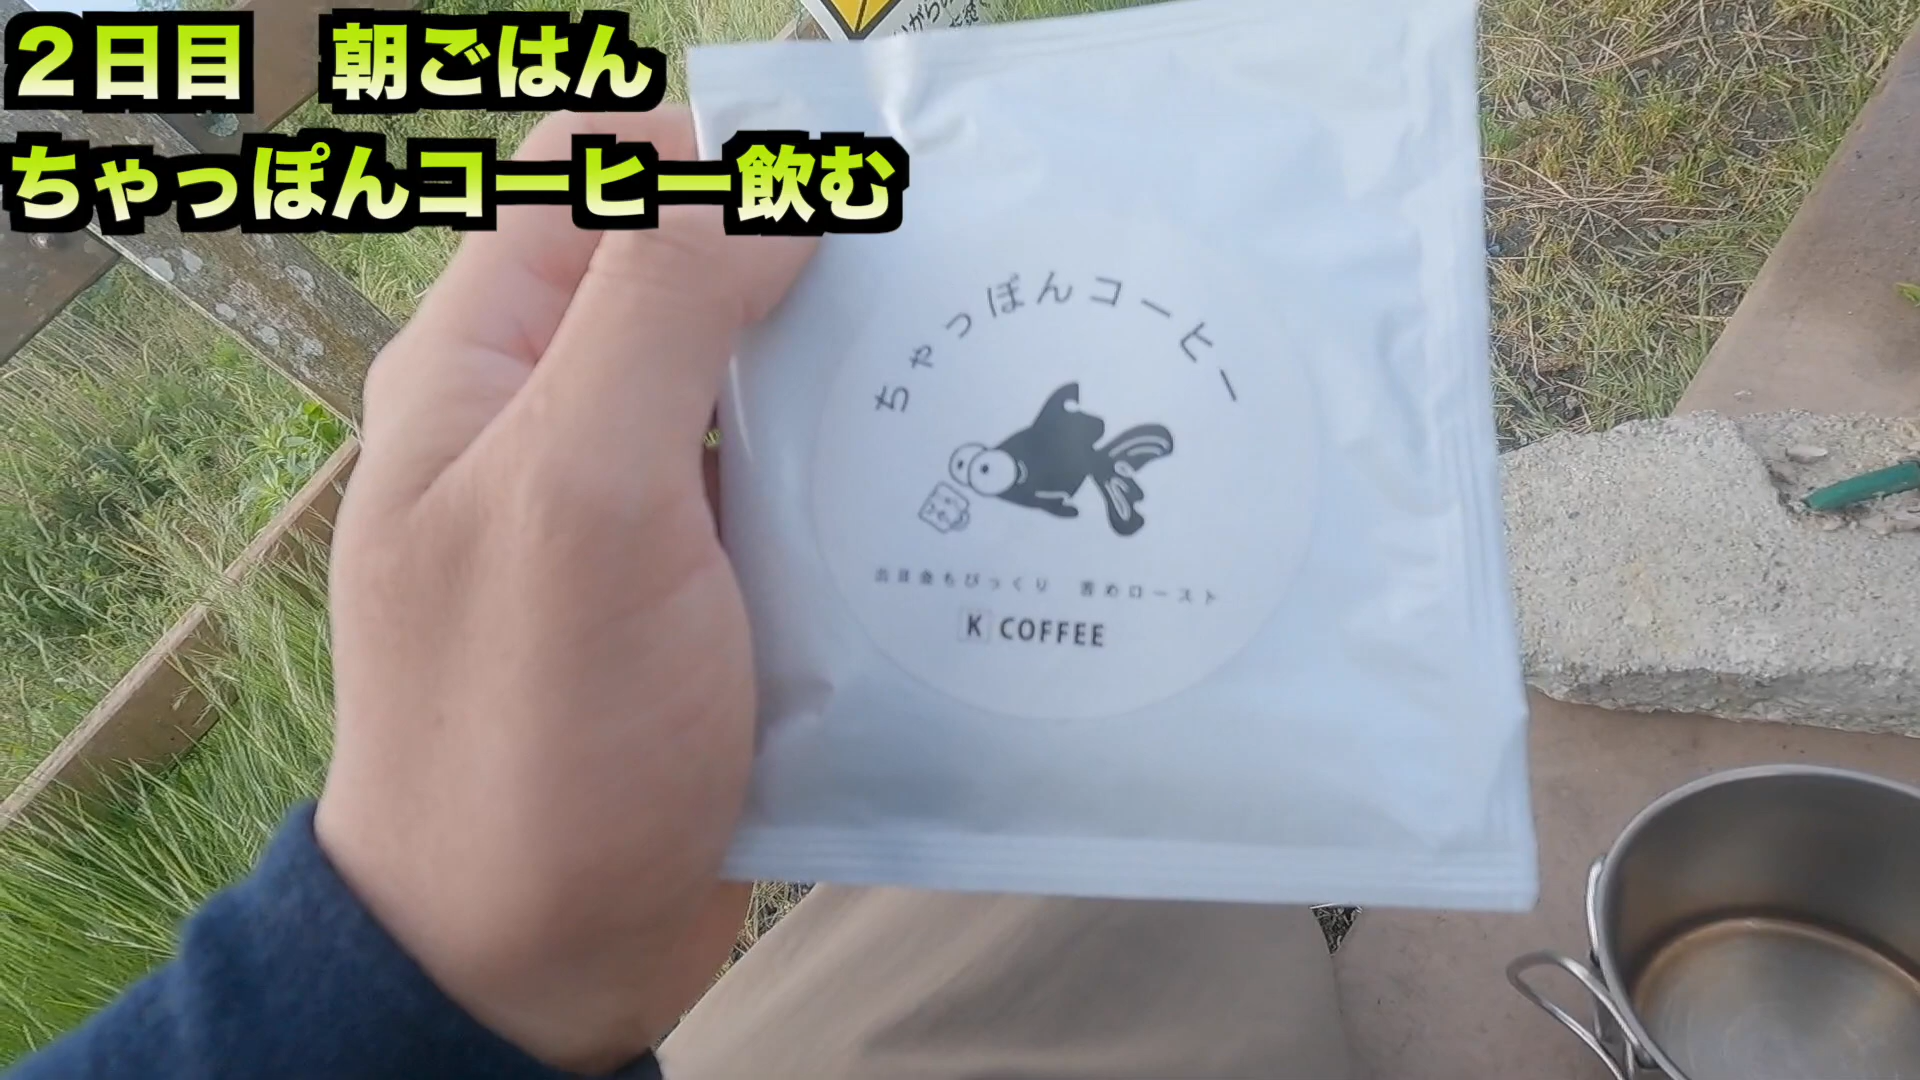 ２日目　朝ごはん
ちゃっぽんコーヒー飲む
ちゃっぽんコーヒー
出目金もびっくり　苦めロースト
K COFFEE